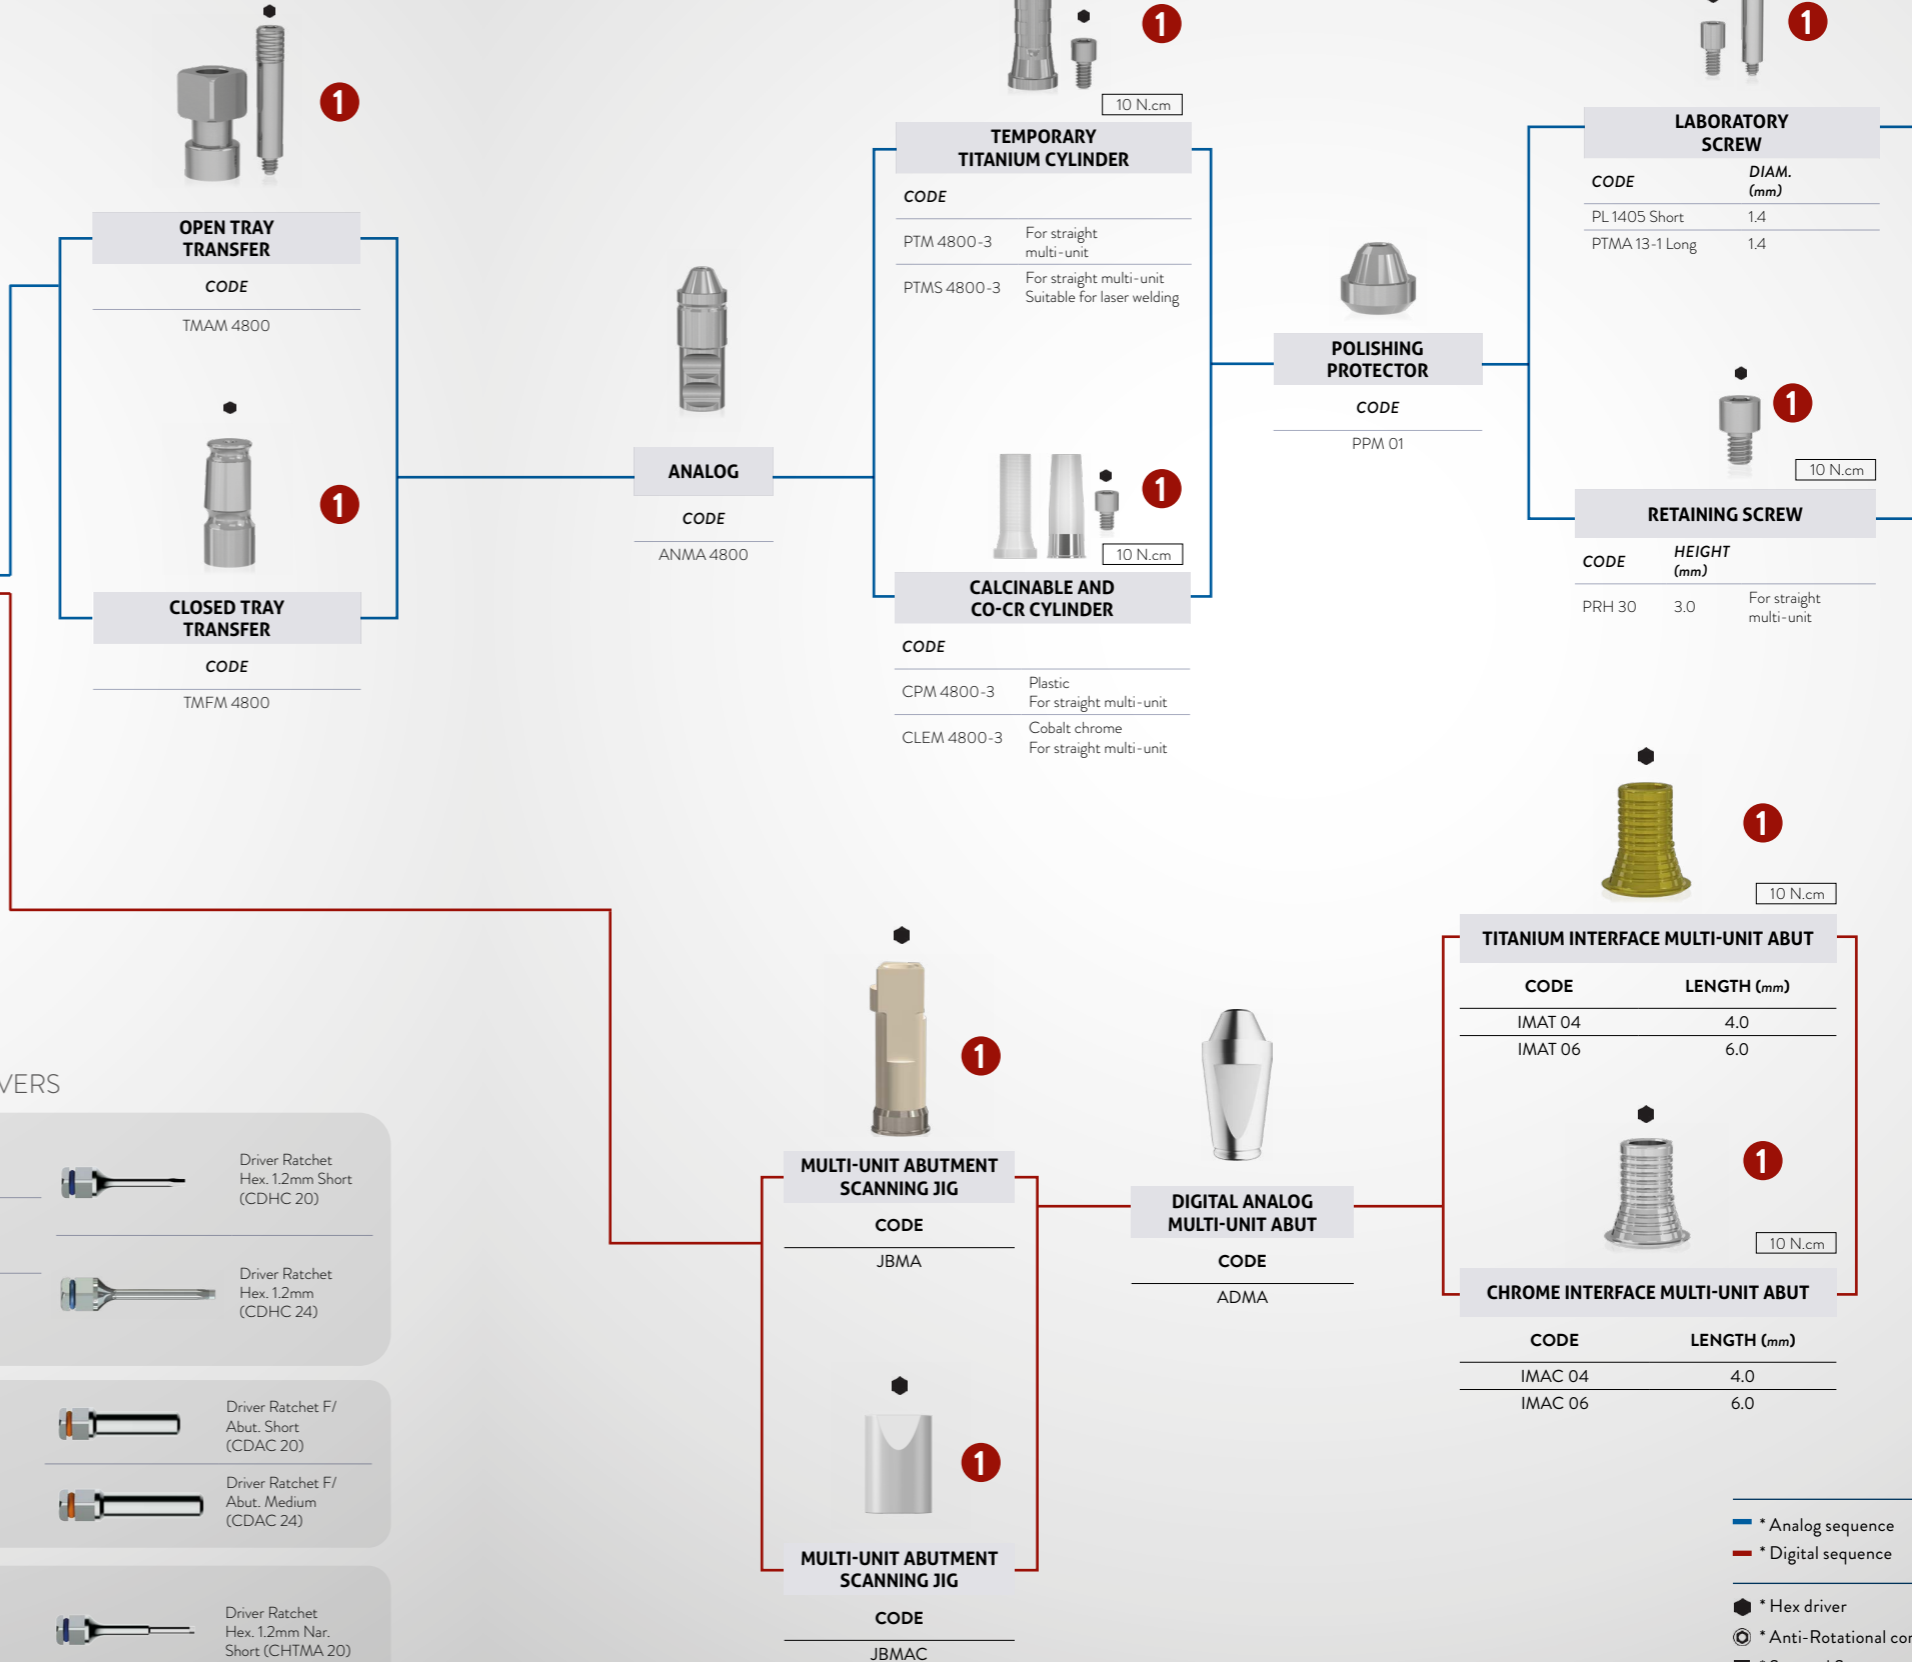 1
OPEN TRAY
TRANSFER
CODE
TMAM 4800
1
CLOSED TRAY
TRANSFER
CODE
TMFM 4800
ANALOG
CODE
ANMA 4800
1
10 N.cm
TEMPORARY
TITANIUM CYLINDER
CODE
PTM 4800-3 For straight
multi-unit
PTMS 4800-3 For straight multi-unit
Suitable for laser welding
1
10 N.cm
CALCINABLE AND
CO-CR CYLINDER
CODE
CPM 4800-3 Plastic
For straight multi-unit
CLEM 4800-3 Cobalt chrome
For straight multi-unit
POLISHING
PROTECTOR
CODE
PPM 01
1
LABORATORY
SCREW
CODE DIAM.
(mm)
PL 1405 Short 1.4
PTMA 13-1 Long 1.4
1
10 N.cm
RETAINING SCREW
CODE HEIGHT
(mm)
PRH 30 3.0 For straight
multi-unit
1
10 N.cm
TITANIUM INTERFACE MULTI-UNIT ABUT
CODE LENGTH (mm)
IMAT 04 4.0
IMAT 06 6.0
1
10 N.cm
CHROME INTERFACE MULTI-UNIT ABUT
CODE LENGTH (mm)
IMAC 04 4.0
IMAC 06 6.0
1
MULTI-UNIT ABUTMENT
SCANNING JIG
CODE
JBMA
DIGITAL ANALOG
MULTI-UNIT ABUT
CODE
ADMA
1
MULTI-UNIT ABUTMENT
SCANNING JIG
CODE
JBMAC
VERS
Driver Ratchet
Hex. 1.2mm Short
(CDHC 20)
Driver Ratchet
Hex. 1.2mm
(CDHC 24)
Driver Ratchet F/
Abut. Short
(CDAC 20)
Driver Ratchet F/
Abut. Medium
(CDAC 24)
Driver Ratchet
Hex. 1.2mm Nar.
Short (CHTMA 20)
* Analog sequence
* Digital sequence
* Hex driver
* Anti-Rotational con